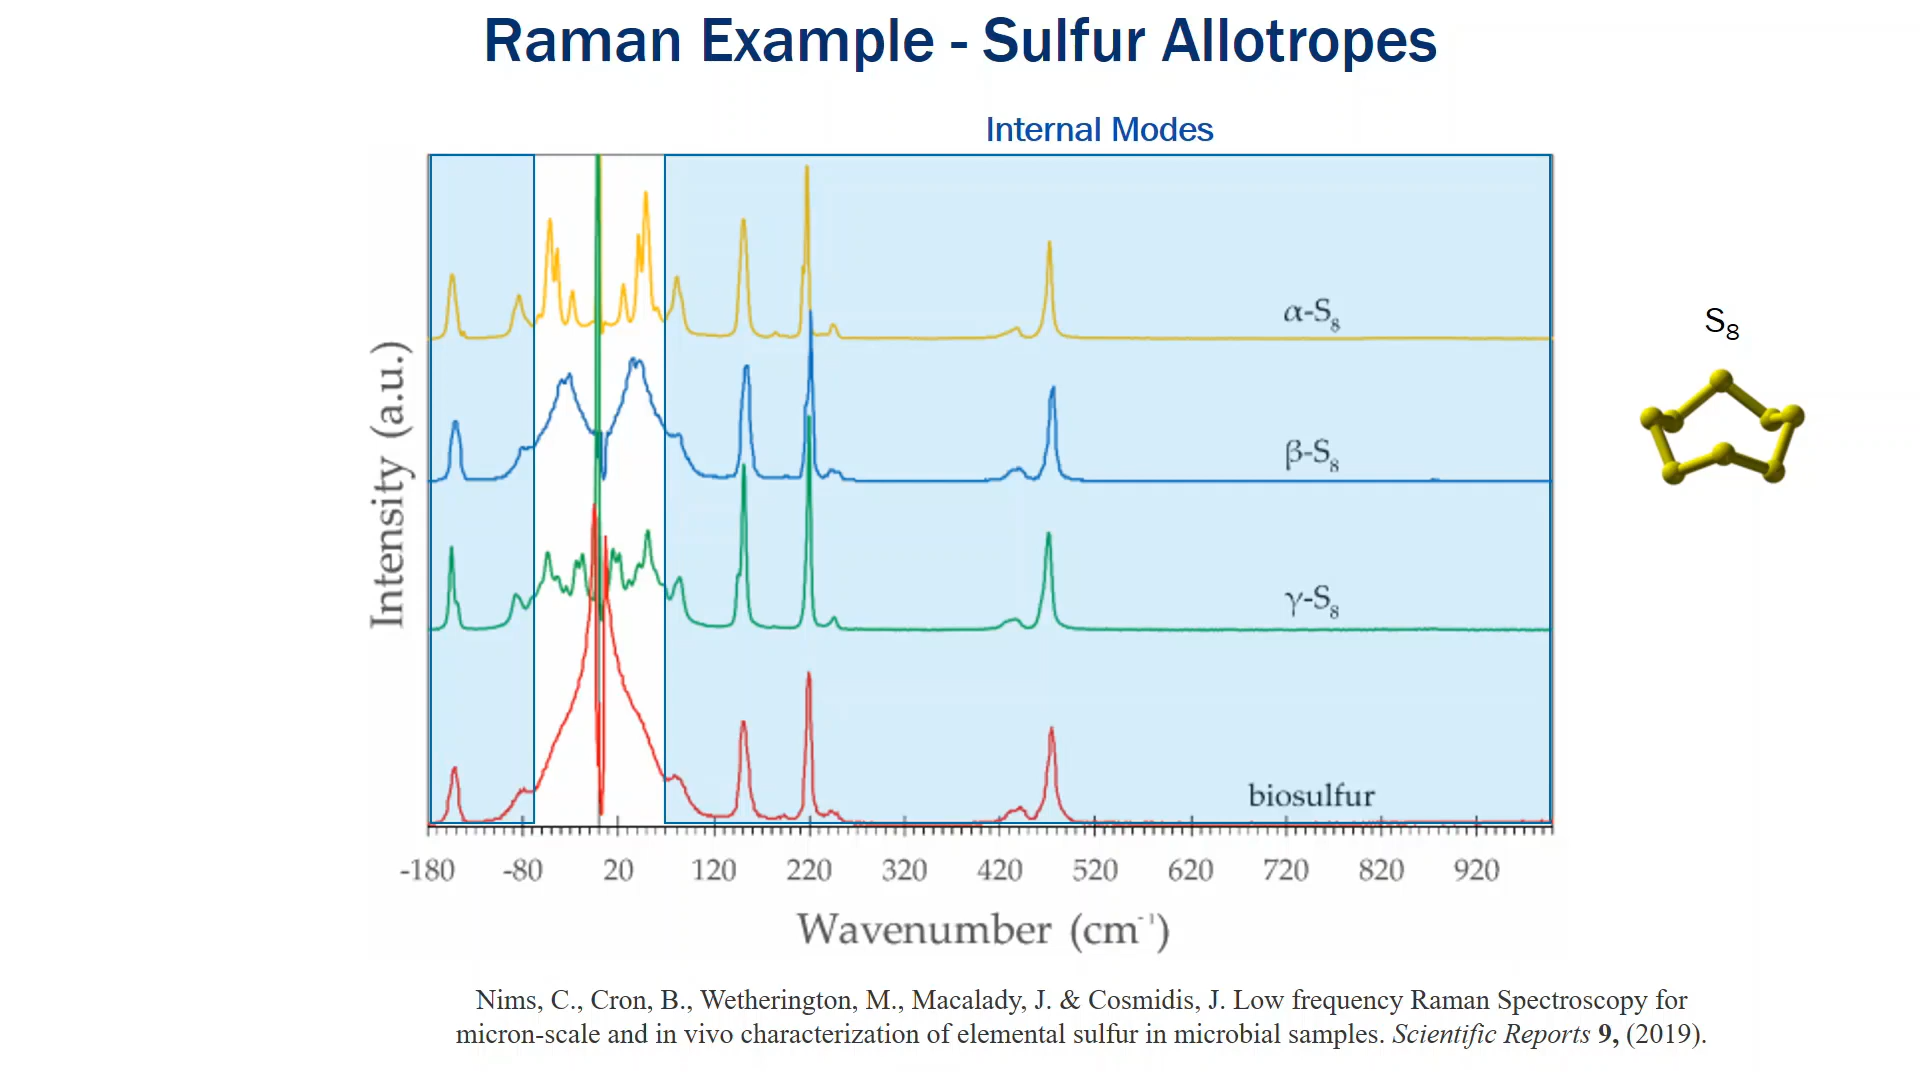 Raman Example - Sulfur Allotropes
Internal Modes
Intensity (a.u.)
α-S₈
β-S₈
γ-S₈
biosulfur
S₈
-180 -80 20 120 220 320 420 520 620 720 820 920
Wavenumber (cm⁻¹)
Nims, C., Cron, B., Wetherington, M., Macalady, J. & Cosmidis, J. Low frequency Raman Spectroscopy for
micron-scale and in vivo characterization of elemental sulfur in microbial samples. Scientific Reports 9, (2019).